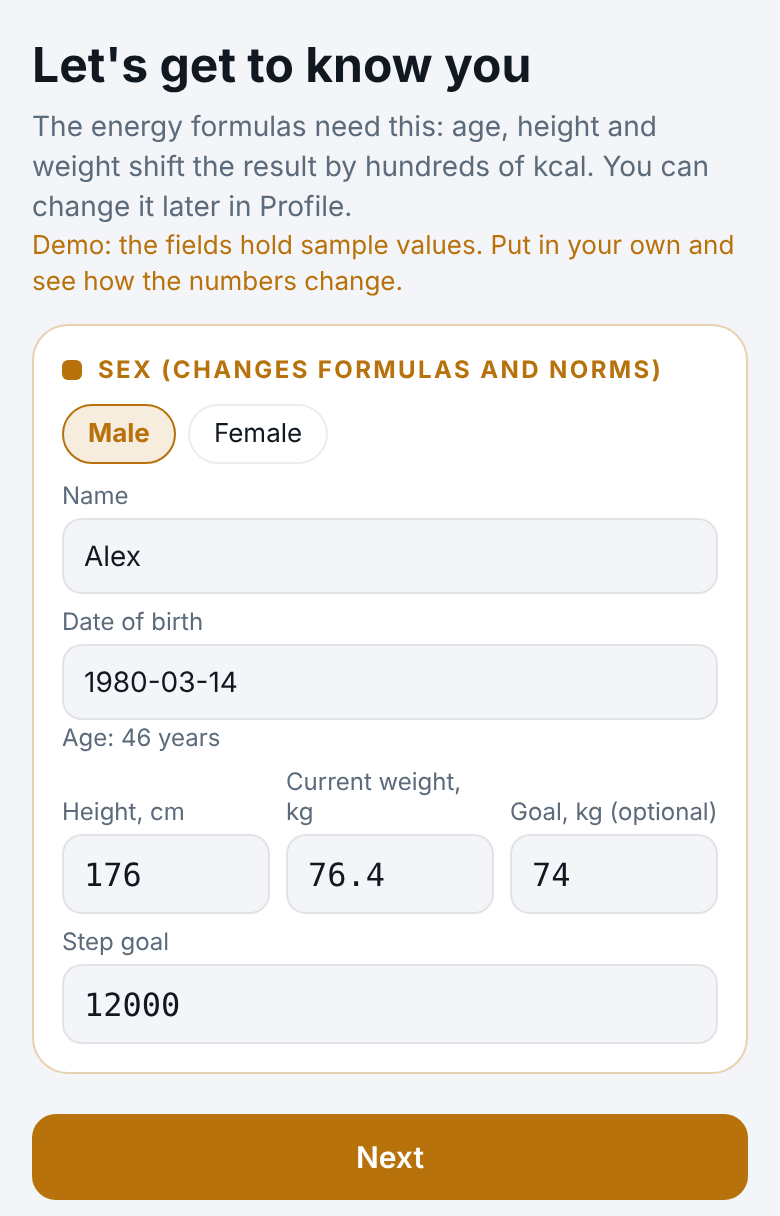 Let's get to know you
The energy formulas need this: age, height and
weight shift the result by hundreds of kcal. You can
change it later in Profile.
Demo: the fields hold sample values. Put in your own and
see how the numbers change.
SEX (CHANGES FORMULAS AND NORMS)
Male
Female
Name
Alex
Date of birth
1980-03-14
Age: 46 years
Height, cm
Current weight,
kg
Goal, kg (optional)
176
76.4
74
Step goal
12000
Next